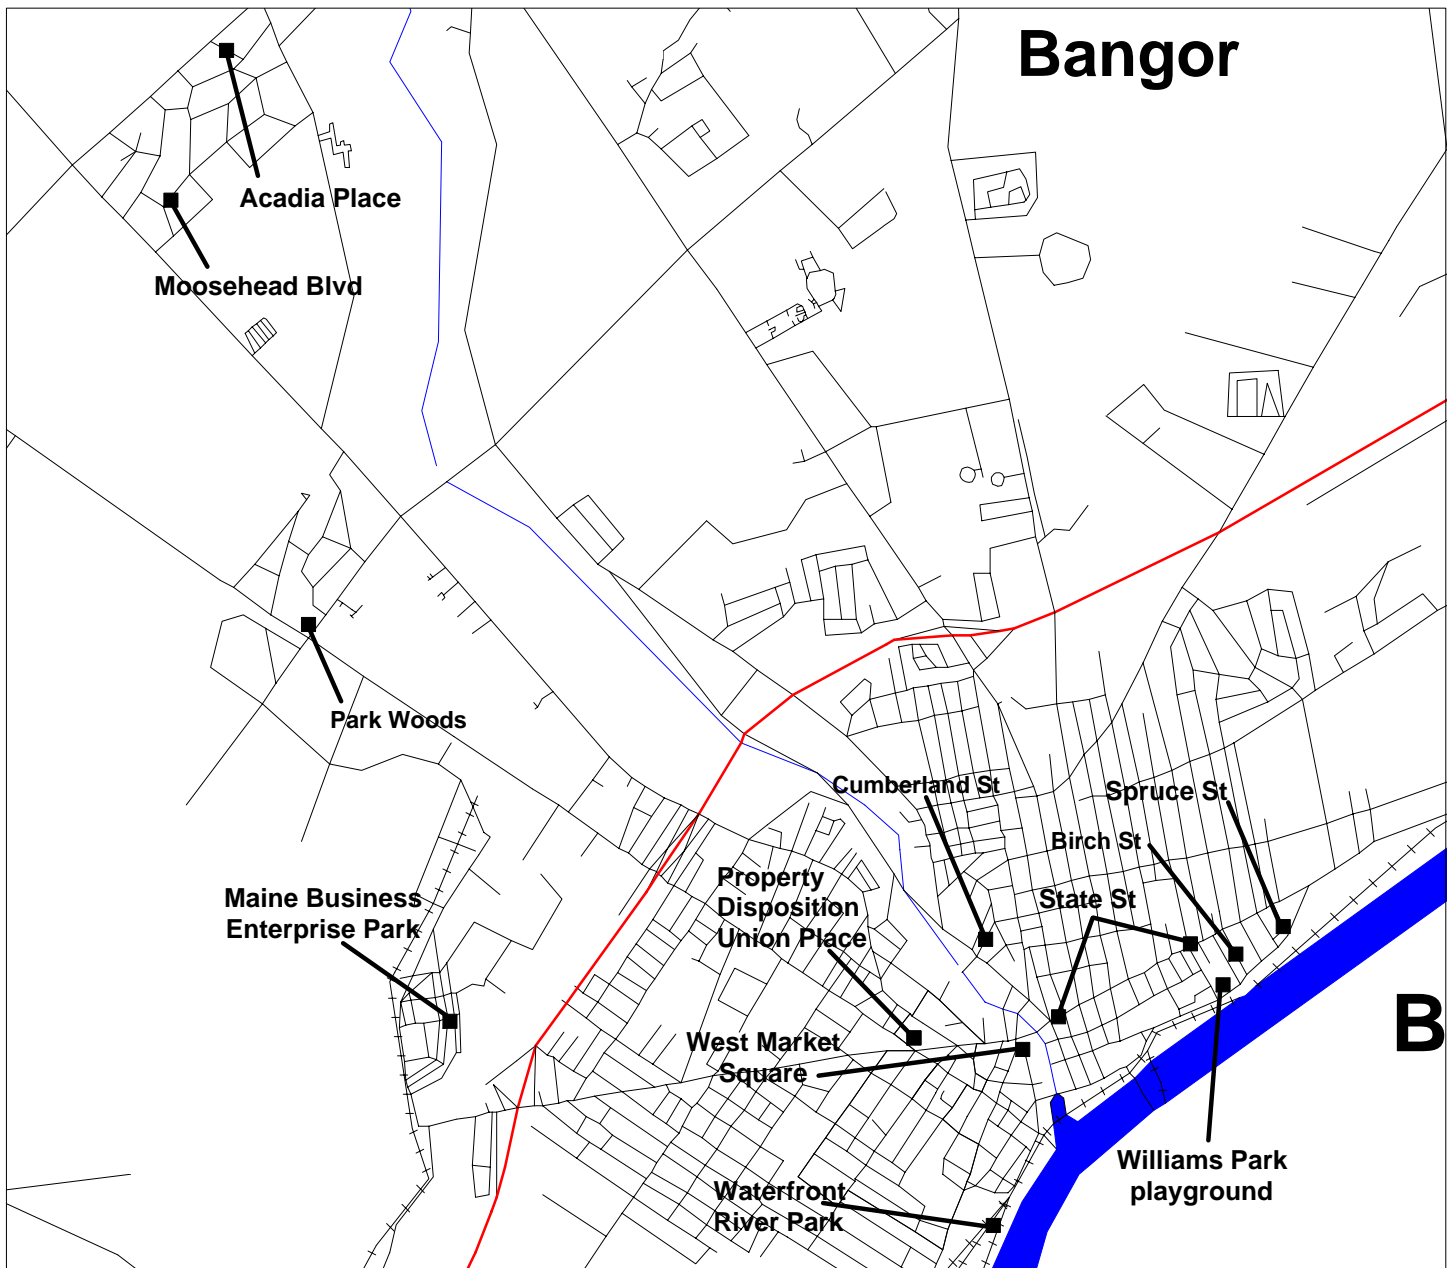 Bangor
Acadia Place
Moosehead Blvd
Park Woods
Cumberland St
Spruce St
Birch St
Property
Disposition
Union Place
State St
Maine Business
Enterprise Park
B
West Market
Square
Williams Park
playground
Waterfront
River Park